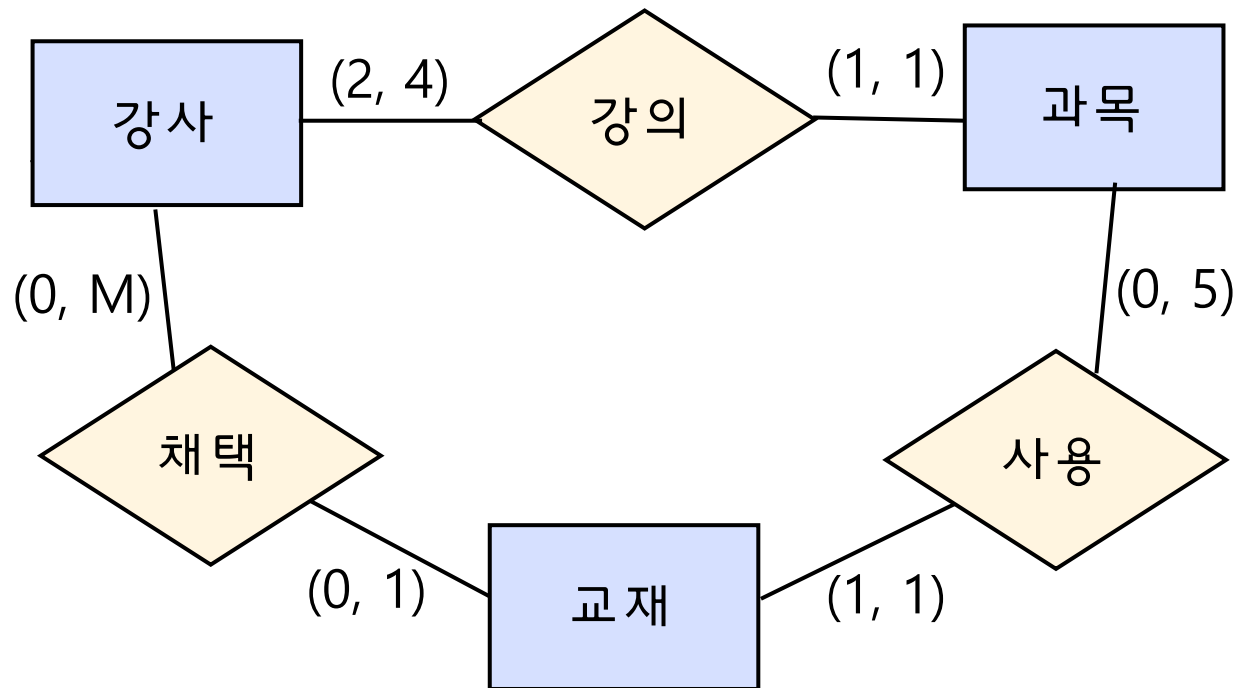 강사
(2, 4)
강의
(1, 1)
과목
(0, M)
(0, 5)
채택
사용
(0, 1)
교재
(1, 1)